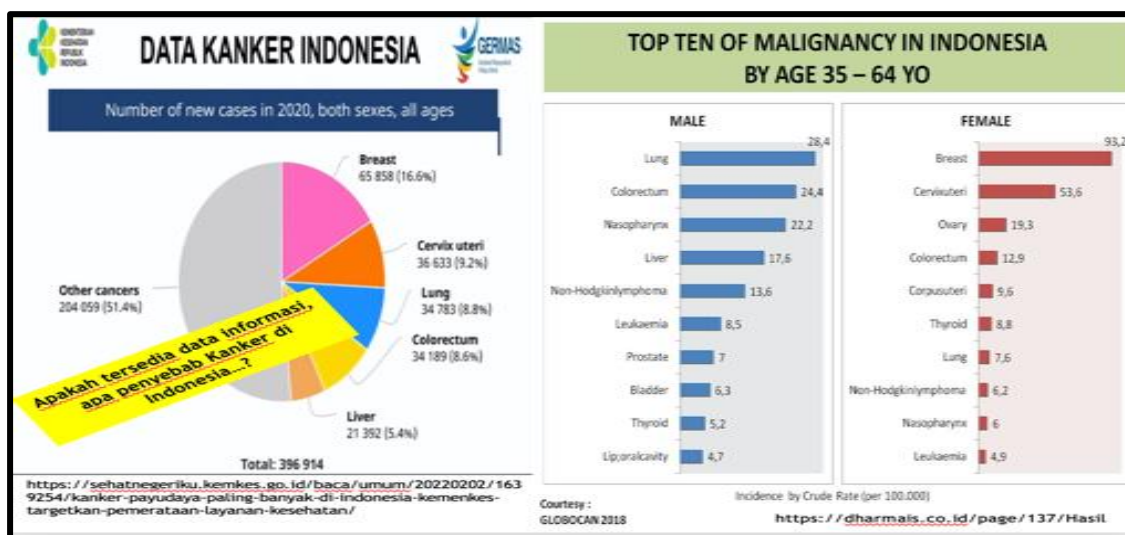 KEMENTERIAN
KESEHATAN
REPUBLIK
INDONESIA
DATA KANKER INDONESIA
GERMAS
Number of new cases in 2020, both sexes, all ages
Breast
65 858 (16.6%)
Cervix uteri
36 633 (9.2%)
Lung
34 783 (8.8%)
Colorectum
34 189 (8.6%)
Liver
21 392 (5.4%)
Other cancers
204 059 (51.4%)
Apakah tersedia data informasi,
apa penyebab Kanker di
Indonesia...?
Total: 396 914
https://sehatnegeriku.kemkes.go.id/baca/umum/20220202/163
9254/kanker-payudaya-paling-banyak-di-indonesia-kemenkes-
targetkan-pemerataan-layanan-kesehatan/
TOP TEN OF MALIGNANCY IN INDONESIA
BY AGE 35 – 64 YO
MALE
Lung 28,4
Colorectum 24,4
Nasopharynx 22,2
Liver 17,6
Non-Hodgkinlymphoma 13,6
Leukaemia 8,5
Prostate 7
Bladder 6,3
Thyroid 5,2
Lip;oralcavity 4,7
FEMALE
Breast 93,2
Cervixuteri 53,6
Ovary 19,3
Colorectum 12,9
Corpusuteri 9,6
Thyroid 8,8
Lung 7,6
Non-Hodgkinlymphoma 6,2
Nasopharynx 6
Leukaemia 4,9
Incidence by Crude Rate (per 100.000)
Courtesy :
GLOBOCAN 2018
https://dharmais.co.id/page/137/Hasil